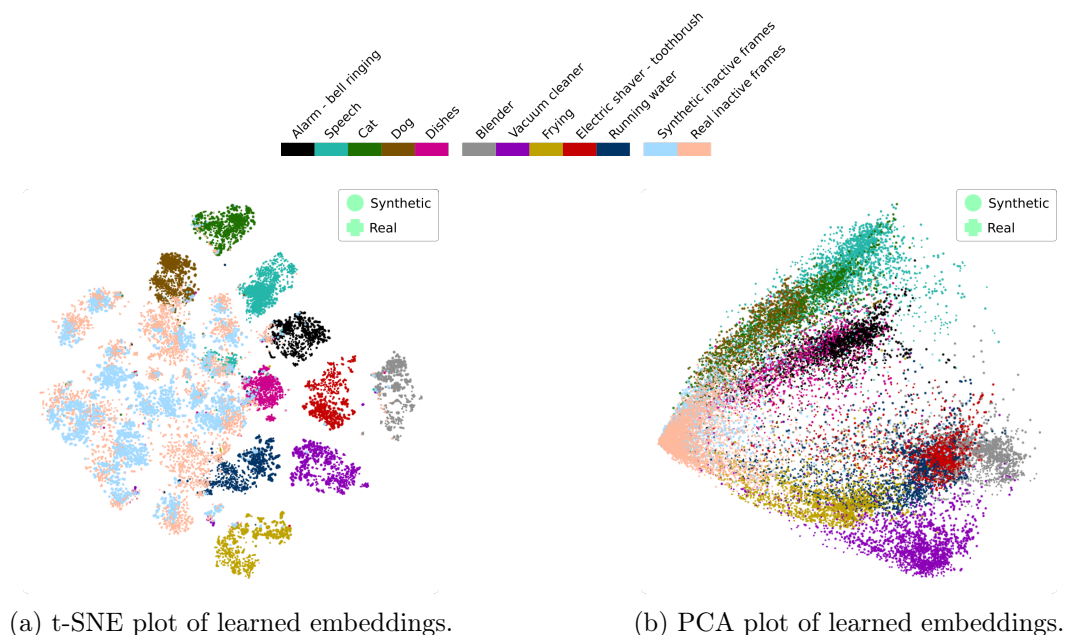 Alarm - bell ringing
Speech
Cat
Dog
Dishes
Blender
Vacuum cleaner
Frying
Electric shaver - toothbrush
Running water
Synthetic inactive frames
Real inactive frames
Synthetic
Real
Synthetic
Real
(a) t-SNE plot of learned embeddings.
(b) PCA plot of learned embeddings.